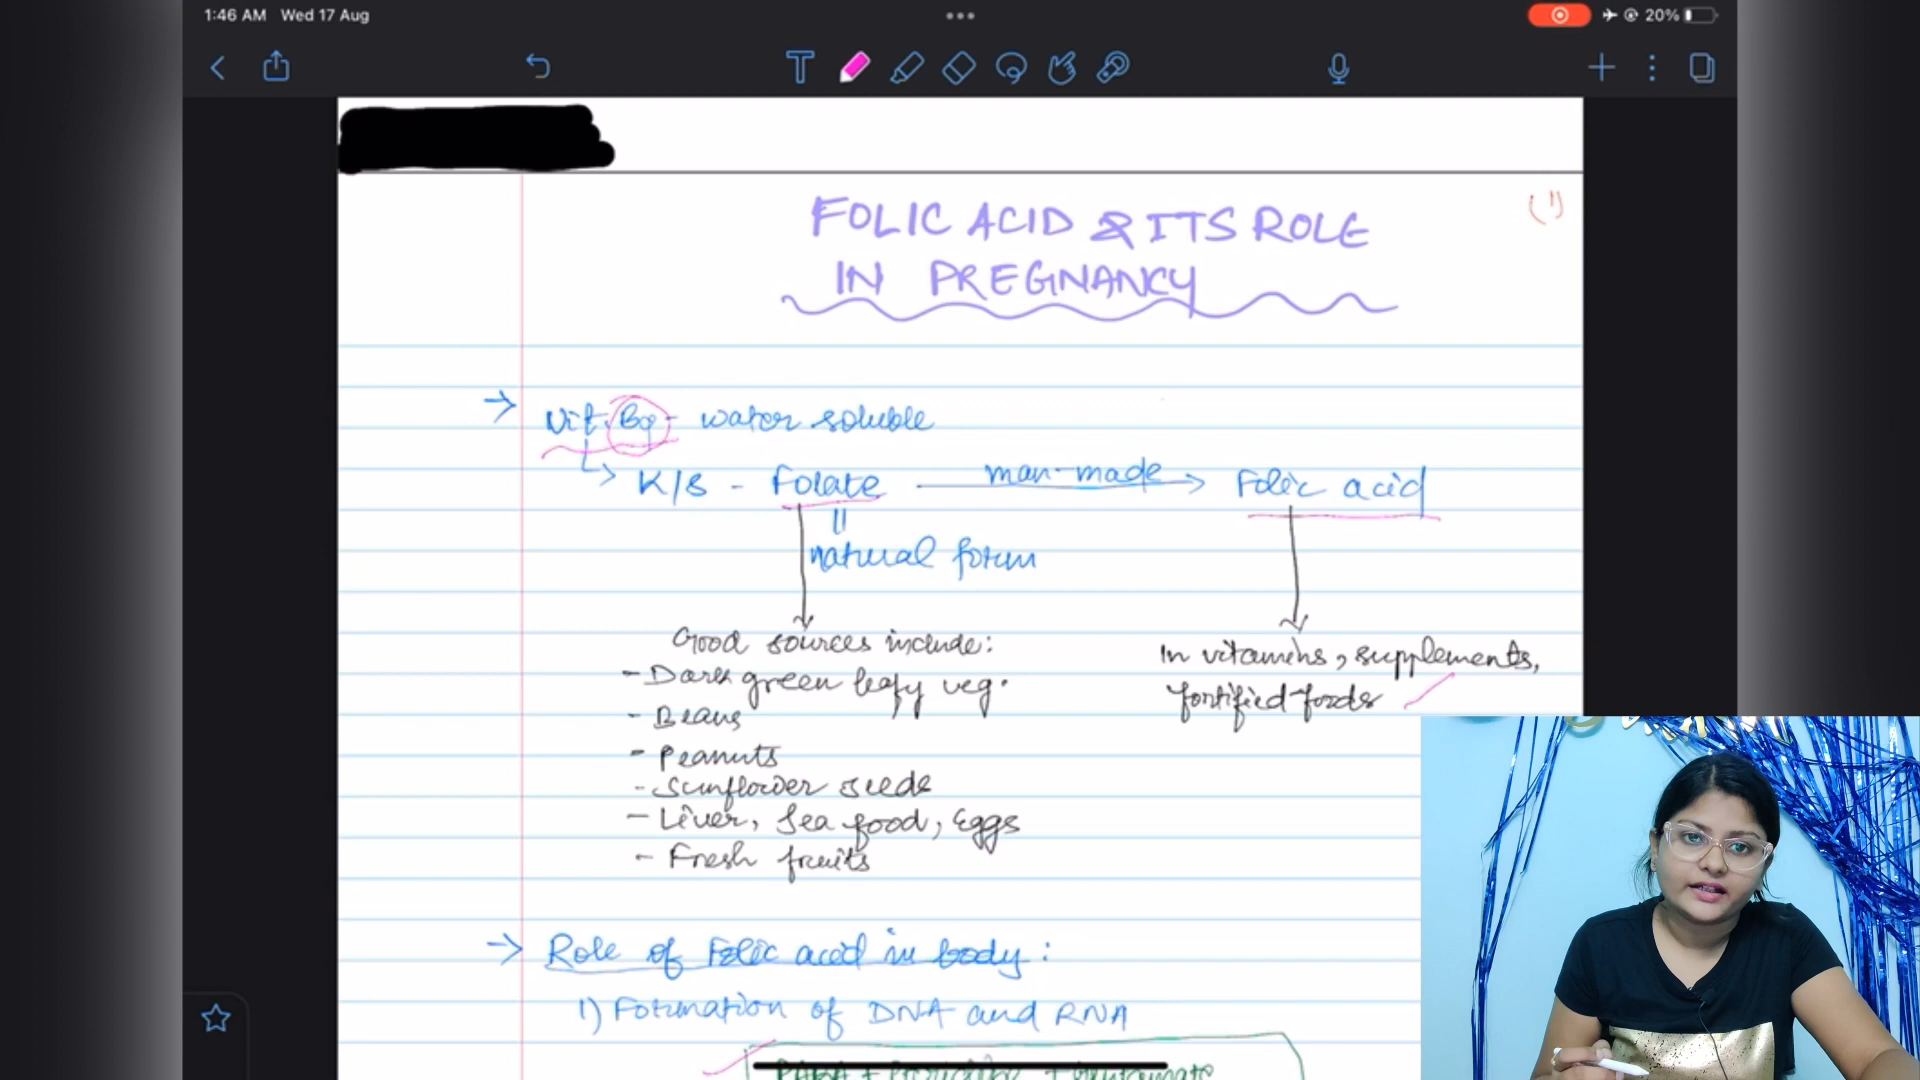 1:46 AM Wed 17 Aug
20%
FOLIC ACID & ITS ROLE
IN PREGNANCY
(1)
→ Vit. B9 - water soluble
K/S - Folate man-made → Folic acid
natural form
Good sources include:
- Dark green leafy veg.
- Beans
- Peanuts
- Sunflower seeds
- Liver, Sea food, Eggs
- Fresh fruits
In vitamins, supplements,
fortified foods
→ Role of Folic acid in body:
1) Formation of DNA and RNA